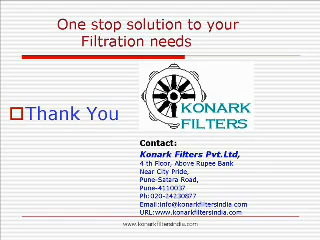 One stop solution to your
Filtration needs
Thank You
KONARK
FILTERS
Contact:
Konark Filters Pvt.Ltd,
4 th Floor, Above Rupee Bank
Near City Pride,
Pune-Satara Road,
Pune-4110037
Ph:020-24230877
Email:info@konarkfiltersindia.com
URL:www.konarkfiltersindia.com
www.konarkfiltersindia.com